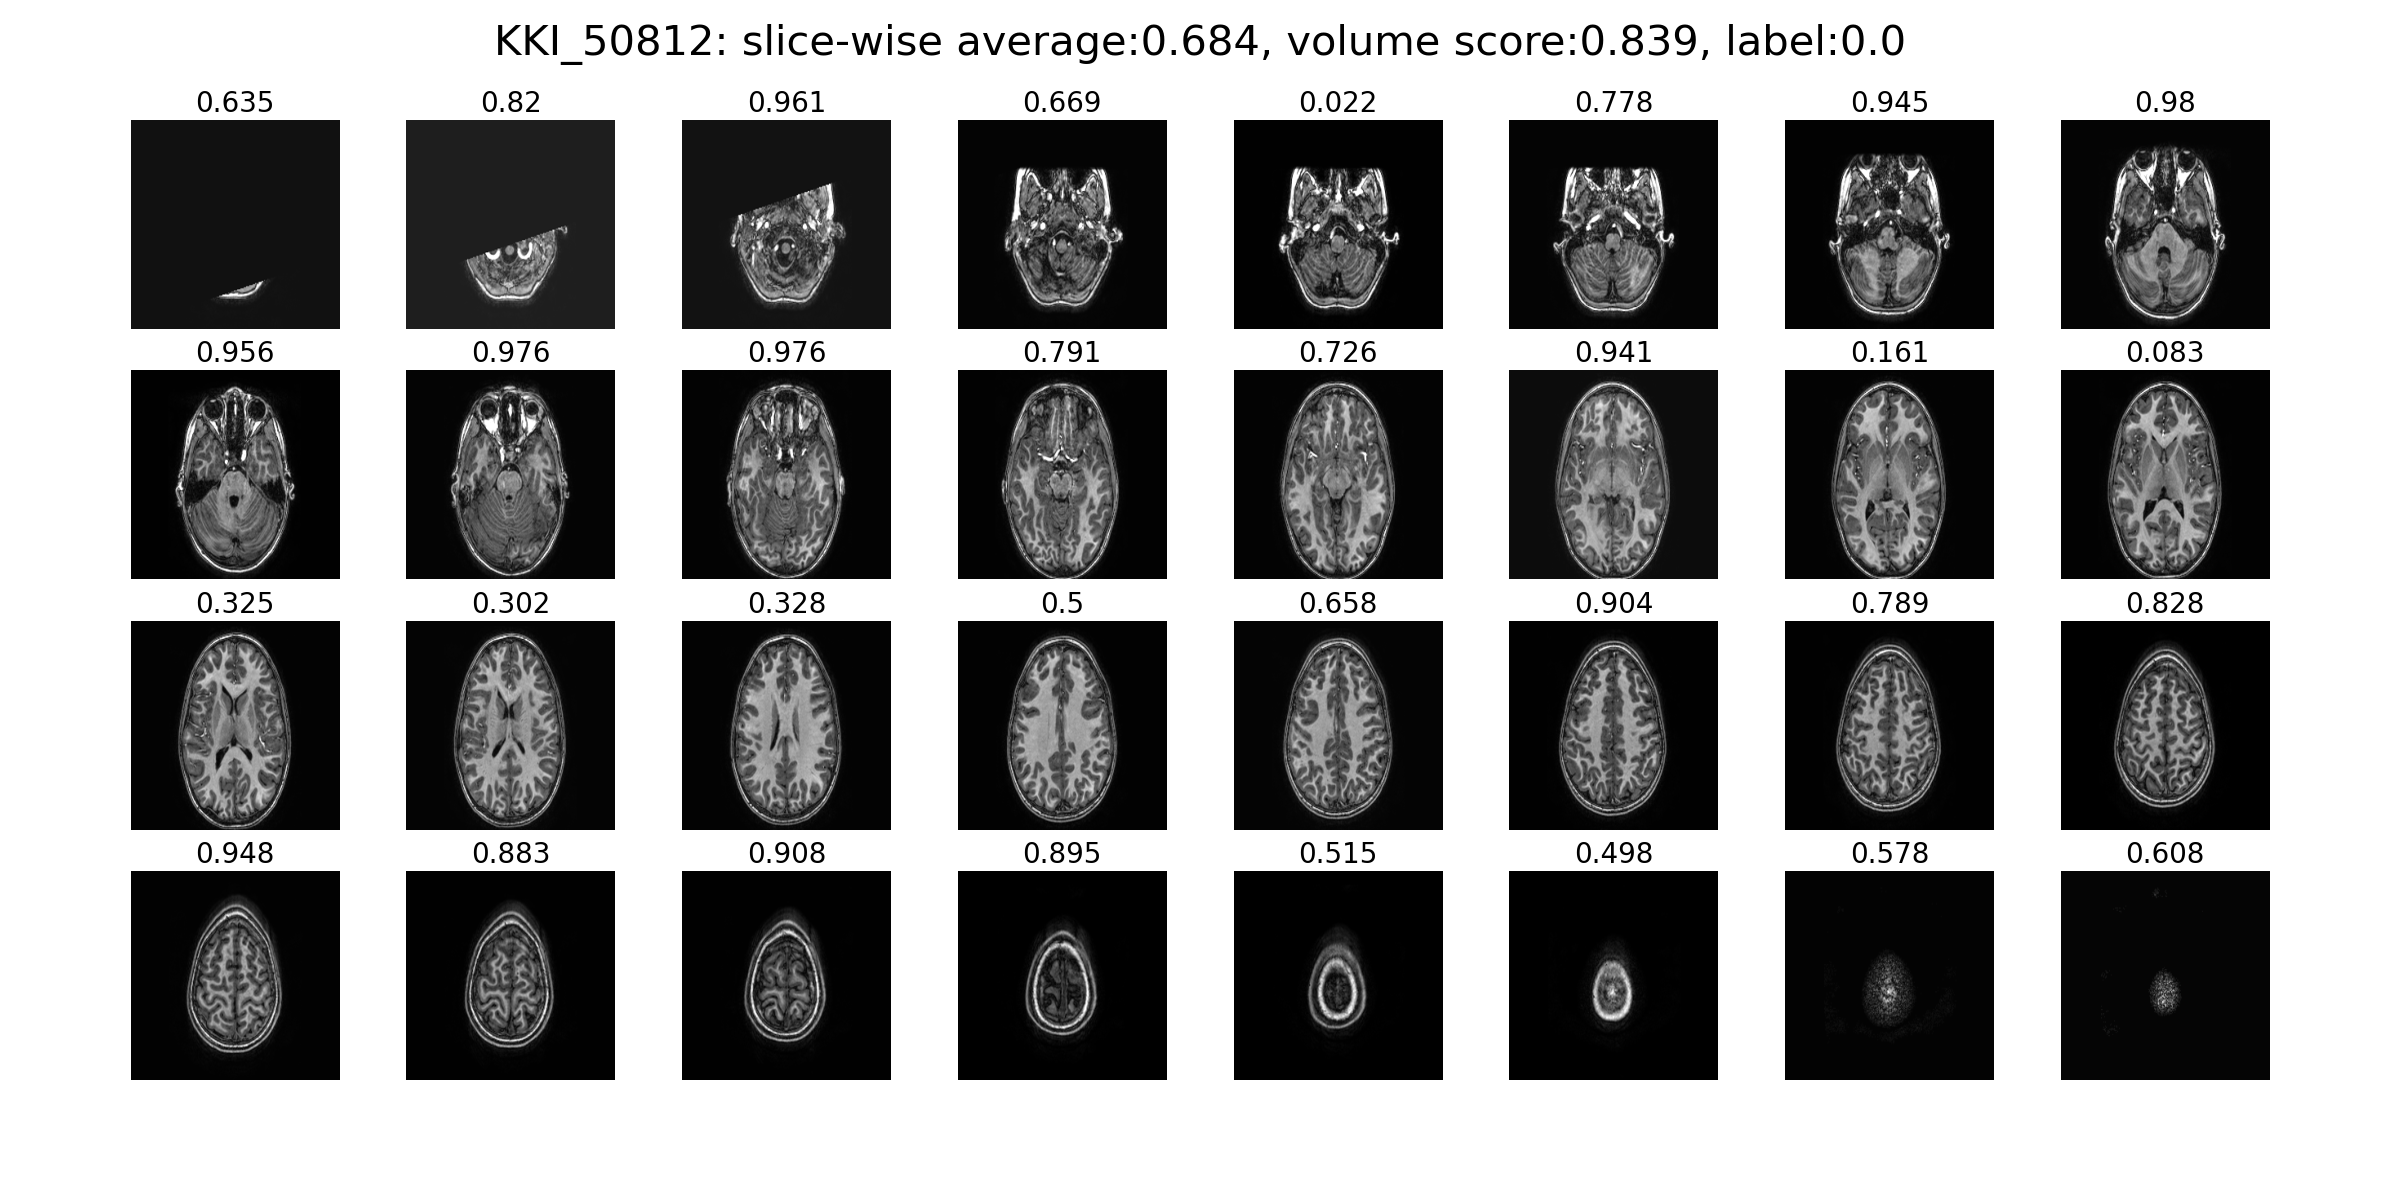 KKI_50812: slice-wise average:0.684, volume score:0.839, label:0.0
0.635 0.82 0.961 0.669 0.022 0.778 0.945 0.98
0.956 0.976 0.976 0.791 0.726 0.941 0.161 0.083
0.325 0.302 0.328 0.5 0.658 0.904 0.789 0.828
0.948 0.883 0.908 0.895 0.515 0.498 0.578 0.608